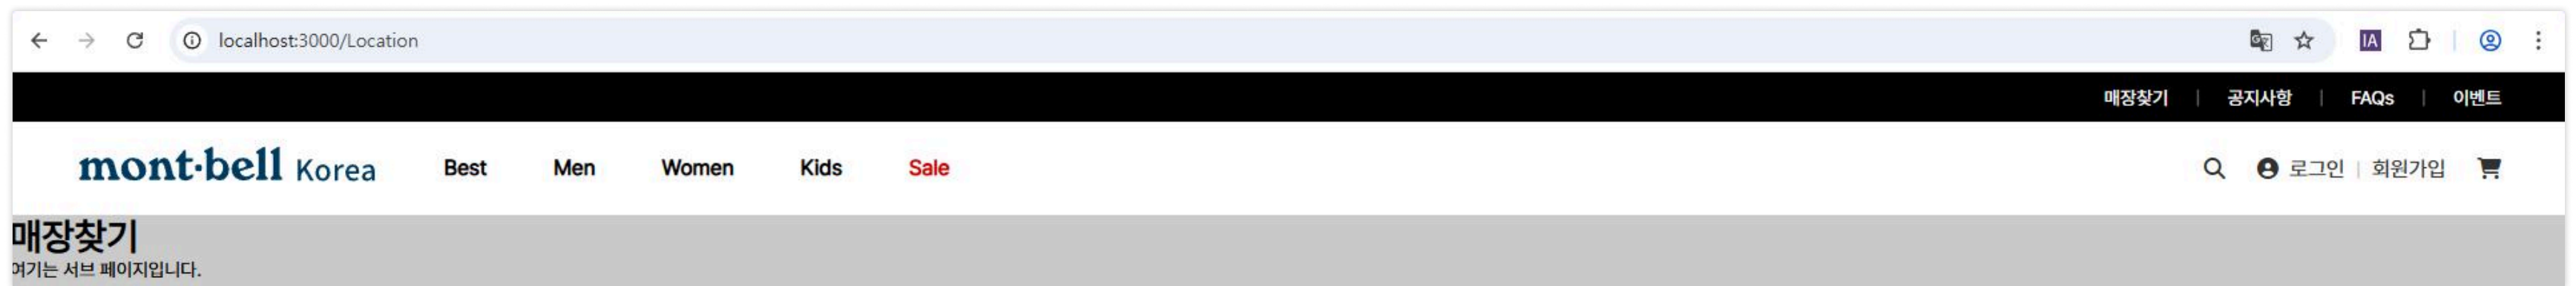 localhost:3000/Location
IA
매장찾기 | 공지사항 | FAQs | 이벤트
mont·bell Korea Best Men Women Kids Sale 로그인 | 회원가입
매장찾기
여기는 서브 페이지입니다.